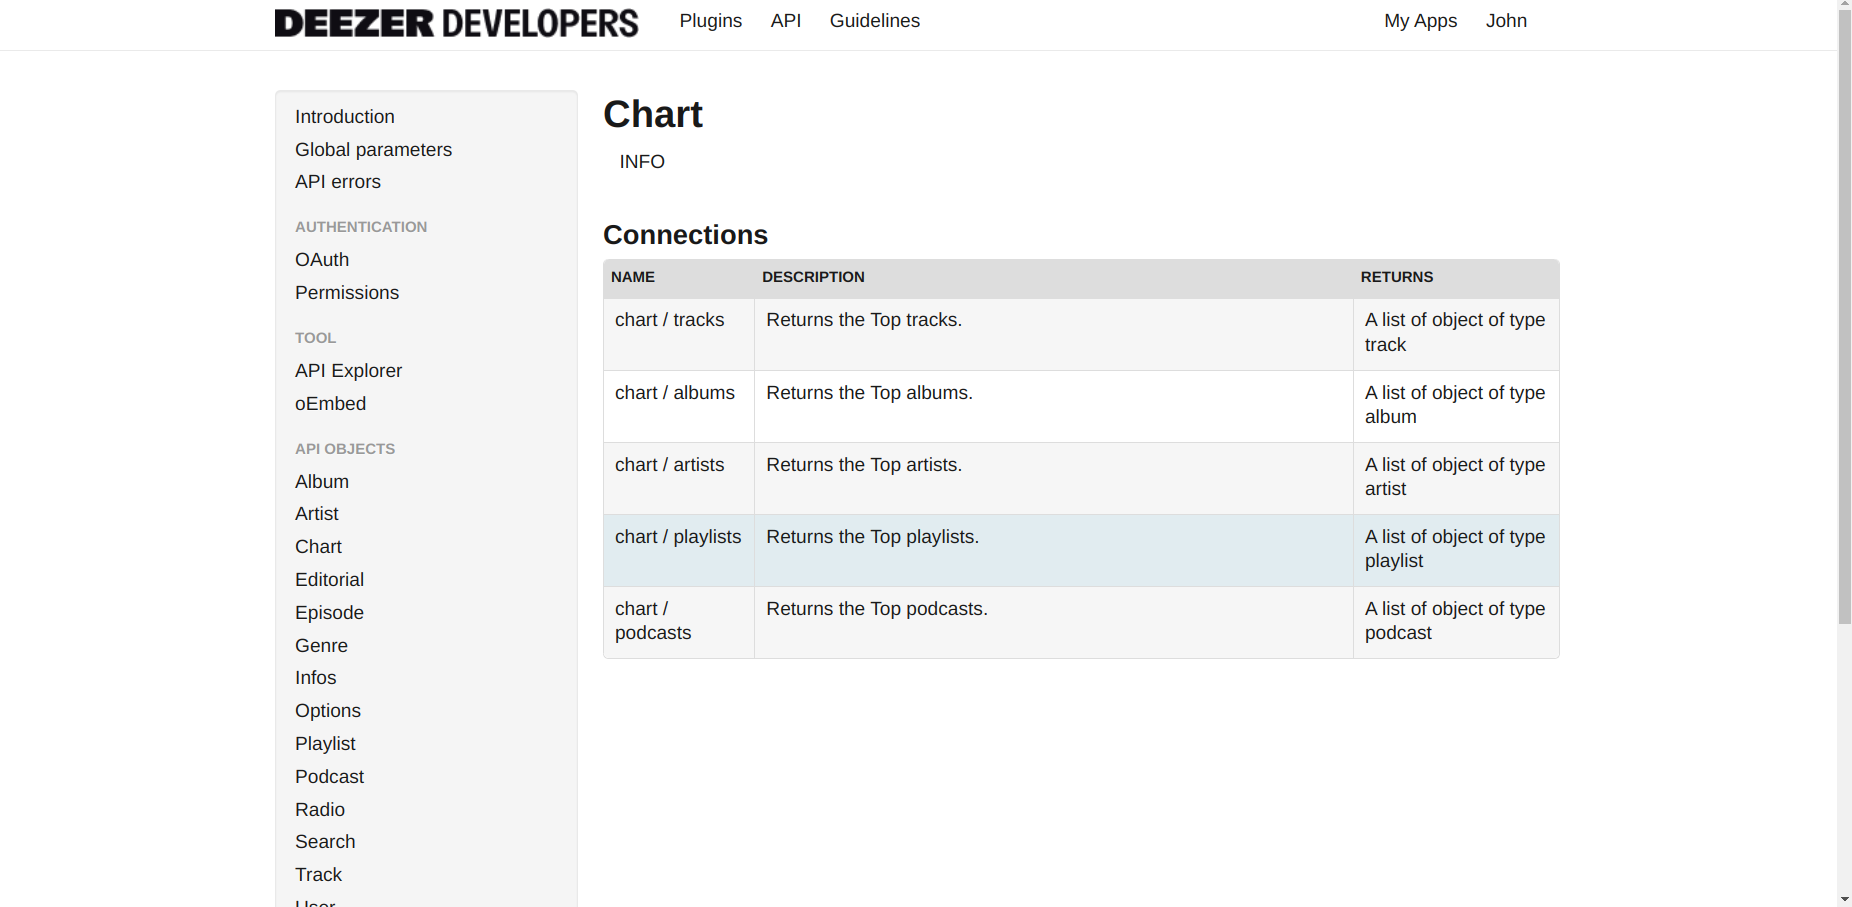 DEEZER DEVELOPERS Plugins API Guidelines My Apps John
Introduction
Global parameters
API errors
AUTHENTICATION
OAuth
Permissions
TOOL
API Explorer
oEmbed
API OBJECTS
Album
Artist
Chart
Editorial
Episode
Genre
Infos
Options
Playlist
Podcast
Radio
Search
Track
User
Chart
INFO
Connections
NAME DESCRIPTION RETURNS
chart / tracks Returns the Top tracks. A list of object of type
track
chart / albums Returns the Top albums. A list of object of type
album
chart / artists Returns the Top artists. A list of object of type
artist
chart / playlists Returns the Top playlists. A list of object of type
playlist
chart / Returns the Top podcasts. A list of object of type
podcasts podcast